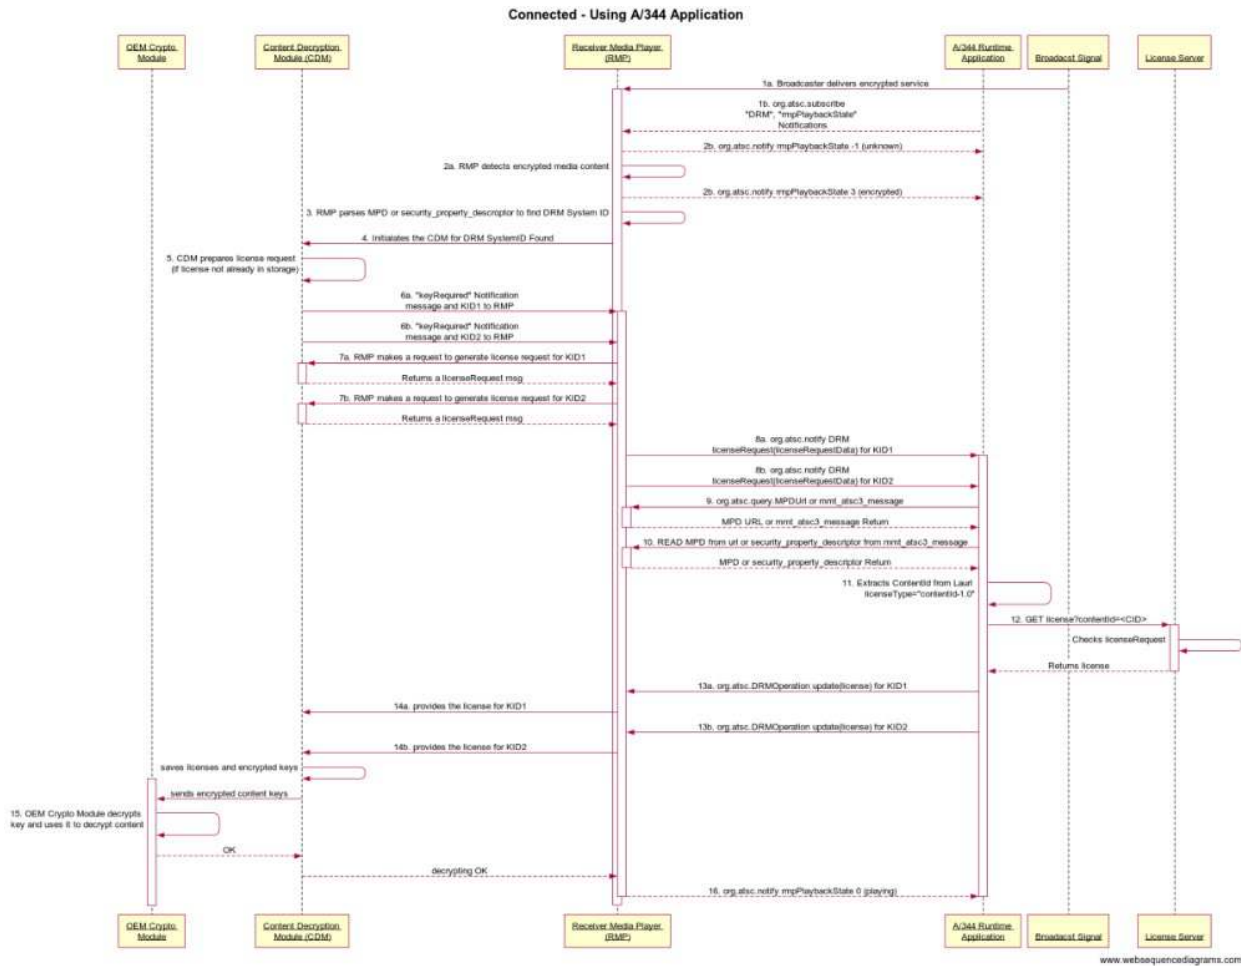 Connected - Using A/344 Application
OEM Crypto
Module
Content Decryption
Module (CDM)
Receiver Media Player
(RMP)
A/344 Runtime
Application
Broadacst Signal
License Server
1a. Broadcaster delivers encrypted service
1b. org.atsc.subscribe
"DRM", "rmpPlaybackState"
Notifications
2b. org.atsc.notify rmpPlaybackState -1 (unknown)
2a. RMP detects encrypted media content
2b. org.atsc.notify rmpPlaybackState 3 (encrypted)
3. RMP parses MPD or security_property_descroptor to find DRM System ID
4. Initialates the CDM for DRM SystemID Found
5. CDM prepares license request
(if license not already in storage)
6a. "keyRequired" Notification
message and KID1 to RMP
6b. "keyRequired" Notification
message and KID2 to RMP
7a. RMP makes a request to generate license request for KID1
Returns a licenseRequest msg
7b. RMP makes a request to generate license request for KID2
Returns a licenseRequest msg
8a. org.atsc.notify DRM
licenseRequest(licenseRequestData) for KID1
8b. org.atsc.notify DRM
licenseRequest(licenseRequestData) for KID2
9. org.atsc.query MPDUrl or mmt_atsc3_message
MPD URL or mmt_atsc3_message Return
10. READ MPD from url or security_property_descriptor from mmt_atsc3_message
MPD or security_property_descriptor Return
11. Extracts ContentId from Laurl
licenseType="contentId-1.0"
12. GET license?contentId=<CID>
Checks licenseRequest
Returns license
13a. org.atsc.DRMOperation update(license) for KID1
14a. provides the license for KID1
13b. org.atsc.DRMOperation update(license) for KID2
14b. provides the license for KID2
saves licenses and encrypted keys
sends encrypted content keys
15. OEM Crypto Module decrypts
key and uses it to decrypt content
OK
decrypting OK
16. org.atsc.notify rmpPlaybackState 0 (playing)
OEM Crypto
Module
Content Decryption
Module (CDM)
Receiver Media Player
(RMP)
A/344 Runtime
Application
Broadacst Signal
License Server
www.websequencediagrams.com